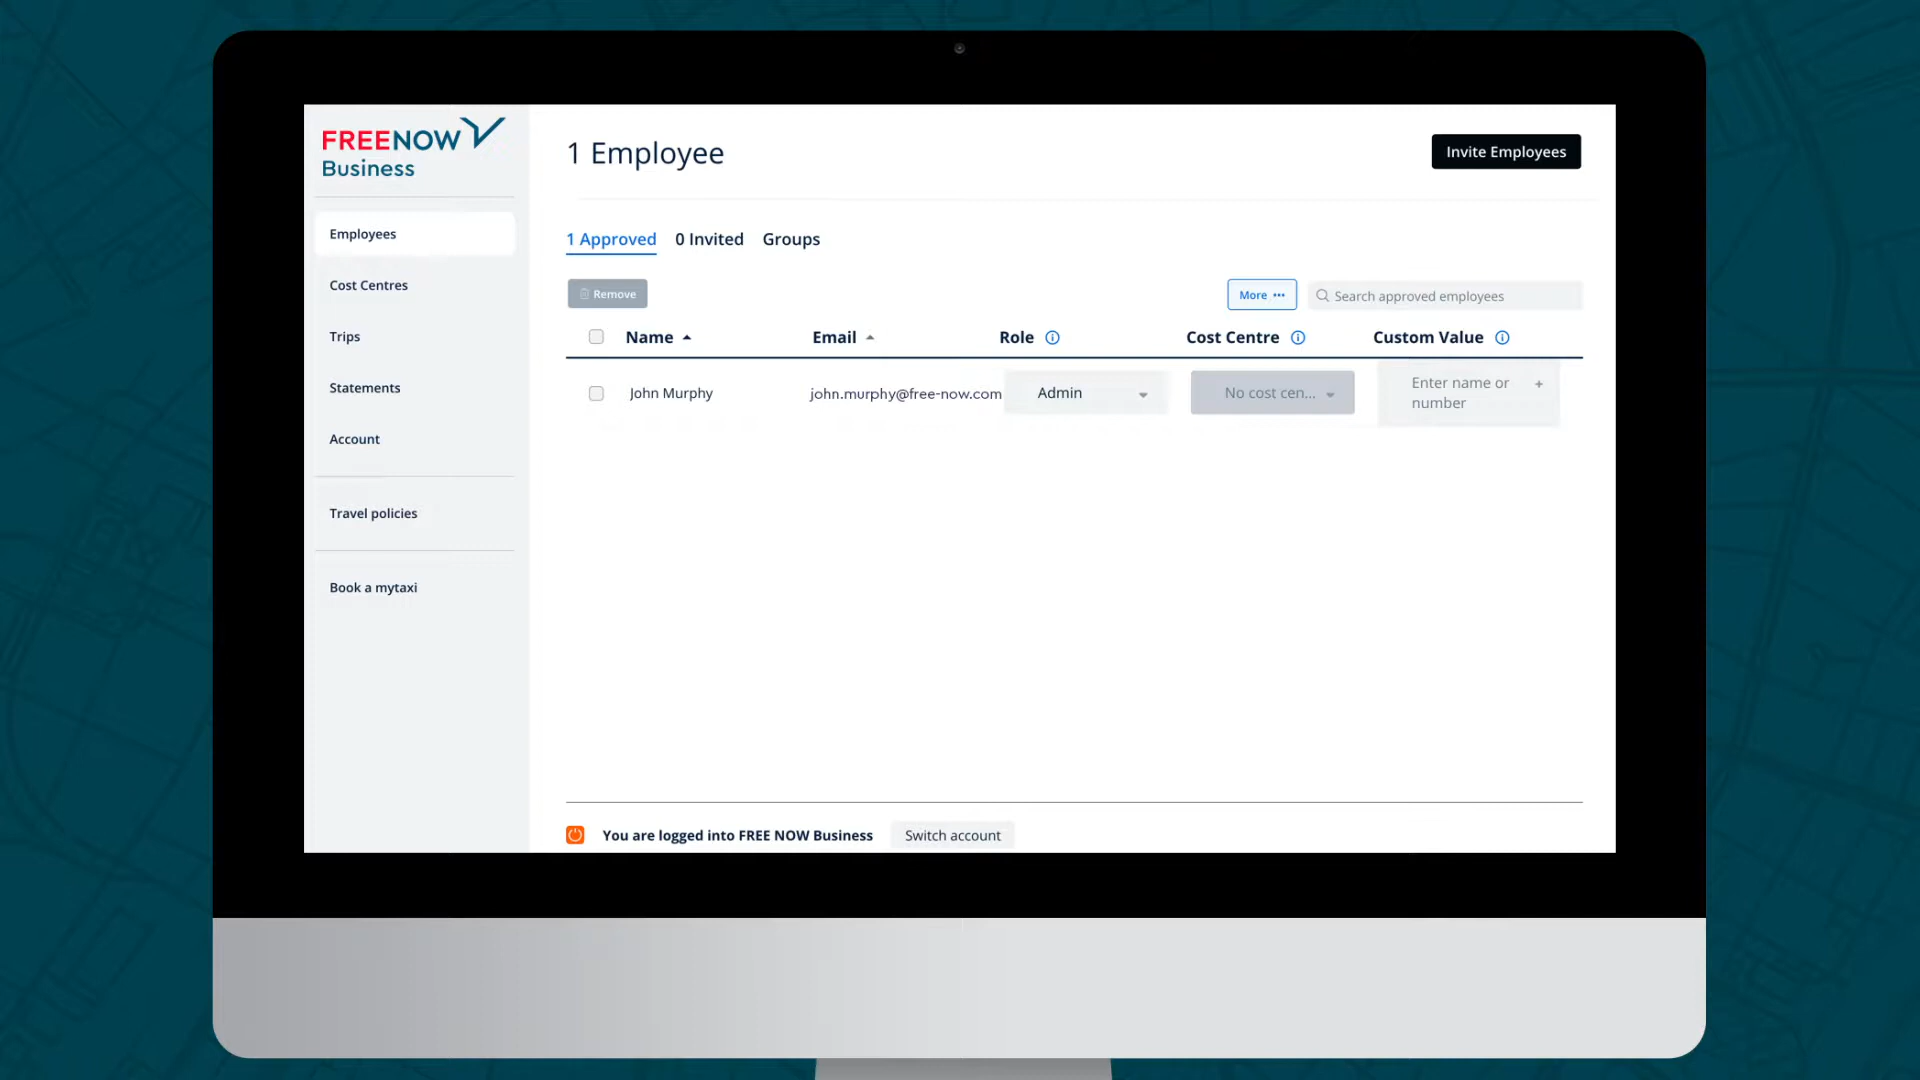 FREENOW
Business
Employees
Cost Centres
Trips
Statements
Account
Travel policies
Book a mytaxi
1 Employee
Invite Employees
1 Approved 0 Invited Groups
Remove
More ••• Search approved employees
Name Email Role Cost Centre Custom Value
John Murphy john.murphy@free-now.com Admin No cost cen... Enter name or
number
You are logged into FREE NOW Business Switch account